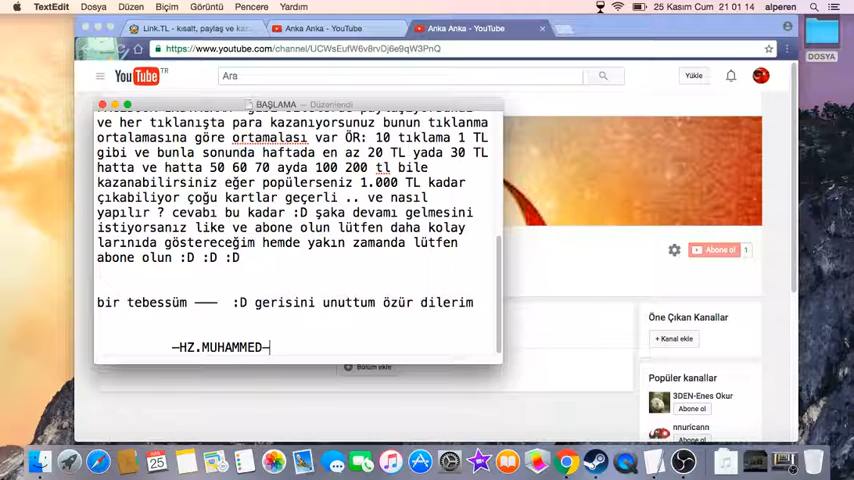 TextEdit Dosya Düzen Biçim Görüntü Pencere Yardım 25 Kasım Cum 21 01 14 alperen
Link.TL - kısalt, paylaş ve kaz
Anka Anka - YouTube
Anka Anka - YouTube
https://www.youtube.com/channel/UCWsEufW6v8rvDj6e9qW3PnQ
DOSYA
YouTube TR
Ara
Yükle
BAŞLAMA — Düzenlendi
ve her tıklanışta para kazanıyorsunuz bunun tıklanma
ortalamasına göre ortamalası var ÖR: 10 tıklama 1 TL
gibi ve bunla sonunda haftada en az 20 TL yada 30 TL
hatta ve hatta 50 60 70 ayda 100 200 tl bile
kazanabilirsiniz eğer popülerseniz 1.000 TL kadar
çıkabiliyor çoğu kartlar geçerli .. ve nasıl
yapılır ? cevabı bu kadar :D şaka devamı gelmesini
istiyorsanız like ve abone olun lütfen daha kolay
larınıda göstereceğim hemde yakın zamanda lütfen
abone olun :D :D :D
bir tebessüm ——— :D gerisini unuttum özür dilerim
—HZ.MUHAMMED—
Abone ol 1
Öne Çıkan Kanallar
+ Kanal ekle
Bölüm ekle
Popüler kanallar
3DEN-Enes Okur
Abone ol
nnuricann
Abone ol
25